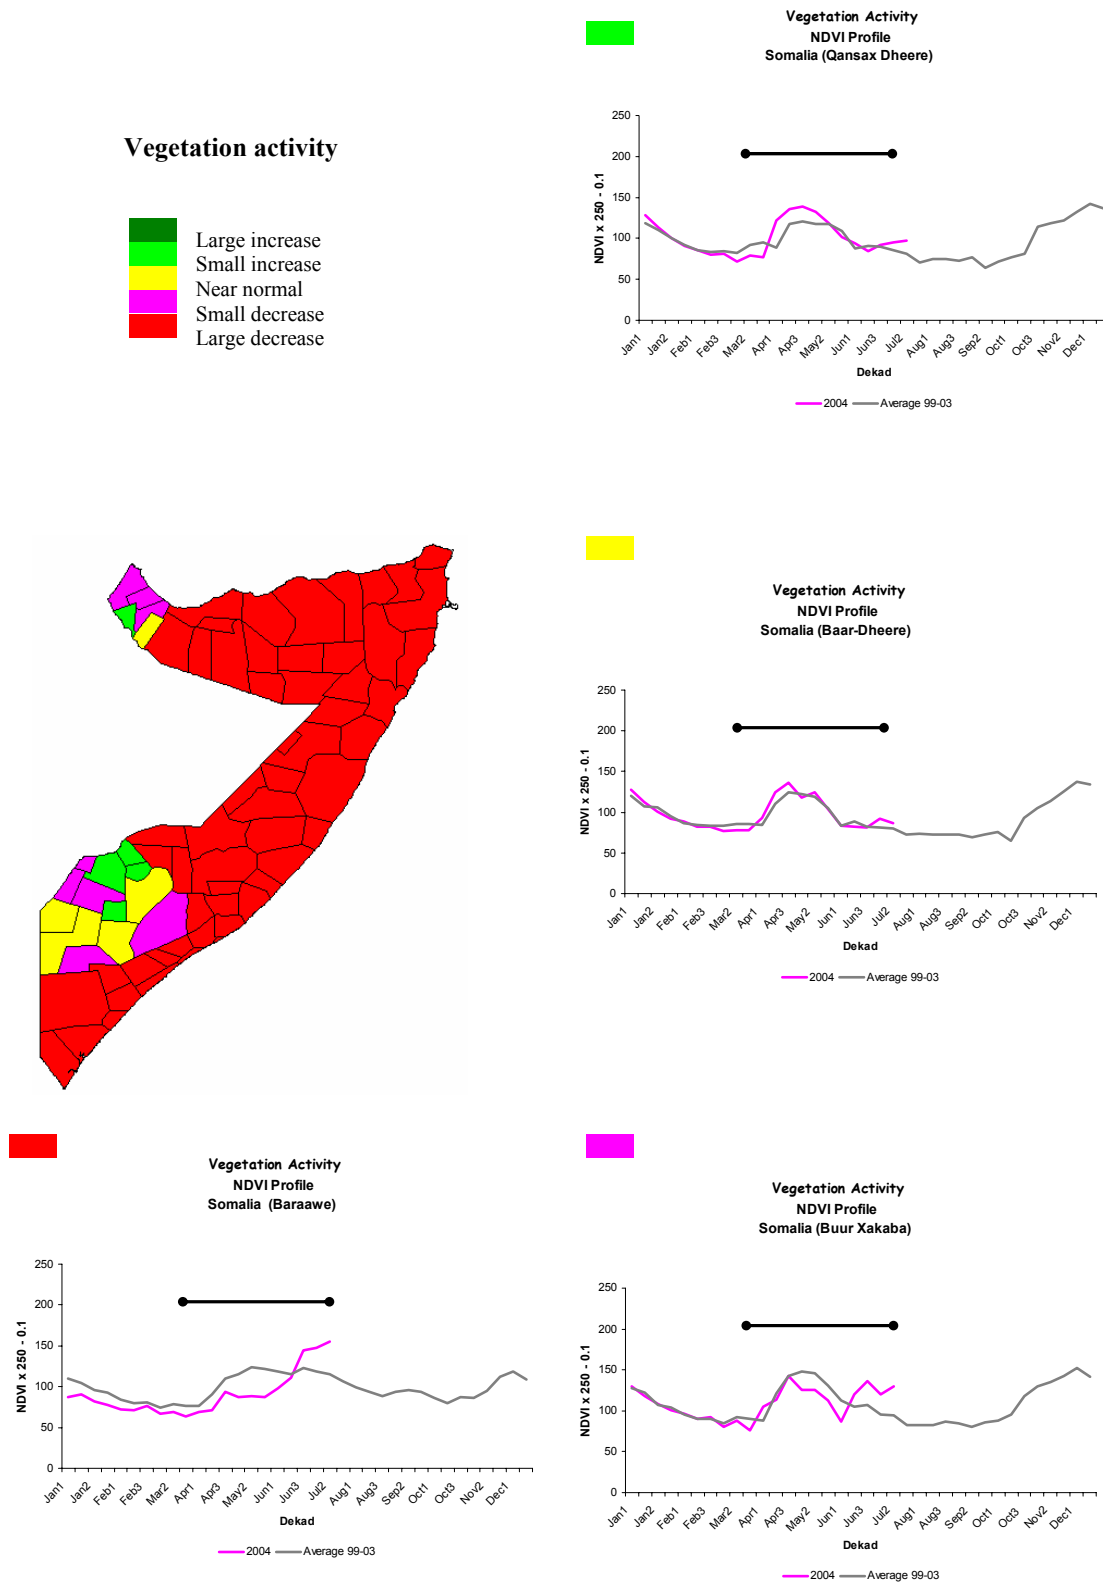 Vegetation activity
Large increase
Small increase
Near normal
Small decrease
Large decrease
Vegetation Activity
NDVI Profile
Somalia (Qansax Dheere)
NDVI x 250 - 0.1
250
200
150
100
50
0
Jan1 Jan2 Feb1 Feb3 Mar2 Apr1 Apr3 May2 Jun1 Jun3 Jul2 Aug1 Aug3 Sep2 Oct1 Oct3 Nov2 Dec1
Dekad
2004 Average 99-03
Vegetation Activity
NDVI Profile
Somalia (Baar-Dheere)
NDVI x 250 - 0.1
250
200
150
100
50
0
Jan1 Jan2 Feb1 Feb3 Mar2 Apr1 Apr3 May2 Jun1 Jun3 Jul2 Aug1 Aug3 Sep2 Oct1 Oct3 Nov2 Dec1
Dekad
2004 Average 99-03
Vegetation Activity
NDVI Profile
Somalia (Baraawe)
NDVI x 250 - 0.1
250
200
150
100
50
0
Jan1 Jan2 Feb1 Feb3 Mar2 Apr1 Apr3 May2 Jun1 Jun3 Jul2 Aug1 Aug3 Sep2 Oct1 Oct3 Nov2 Dec1
Dekad
2004 Average 99-03
Vegetation Activity
NDVI Profile
Somalia (Buur Xakaba)
NDVI x 250 - 0.1
250
200
150
100
50
0
Jan1 Jan2 Feb1 Feb3 Mar2 Apr1 Apr3 May2 Jun1 Jun3 Jul2 Aug1 Aug3 Sep2 Oct1 Oct3 Nov2 Dec1
Dekad
2004 Average 99-03